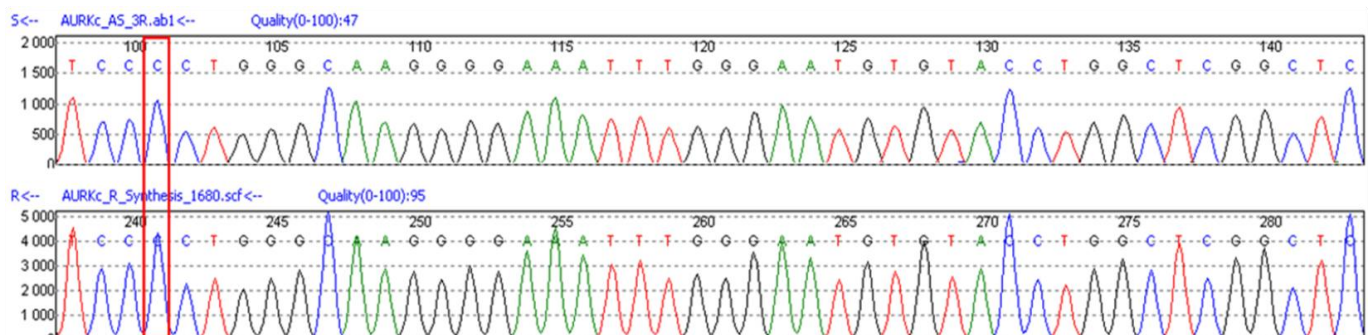 S<-- AURKc_AS_3R.ab1<-- Quality(0-100):47
2 000 100 105 110 115 120 125 130 135 140
1 500 T C C C C T G G G C A A G G G G A A A T T T G G G A A T G T G T A C C T G G C T C G G C T C
1 000
500
0
R<-- AURKc_R_Synthesis_1680.scf<-- Quality(0-100):95
5 000 240 245 250 255 260 265 270 275 280
4 000 T C C C C T G G G C A A G G G G A A A T T T G G G A A T G T G T A C C T G G C T C G G C T C
3 000
2 000
1 000